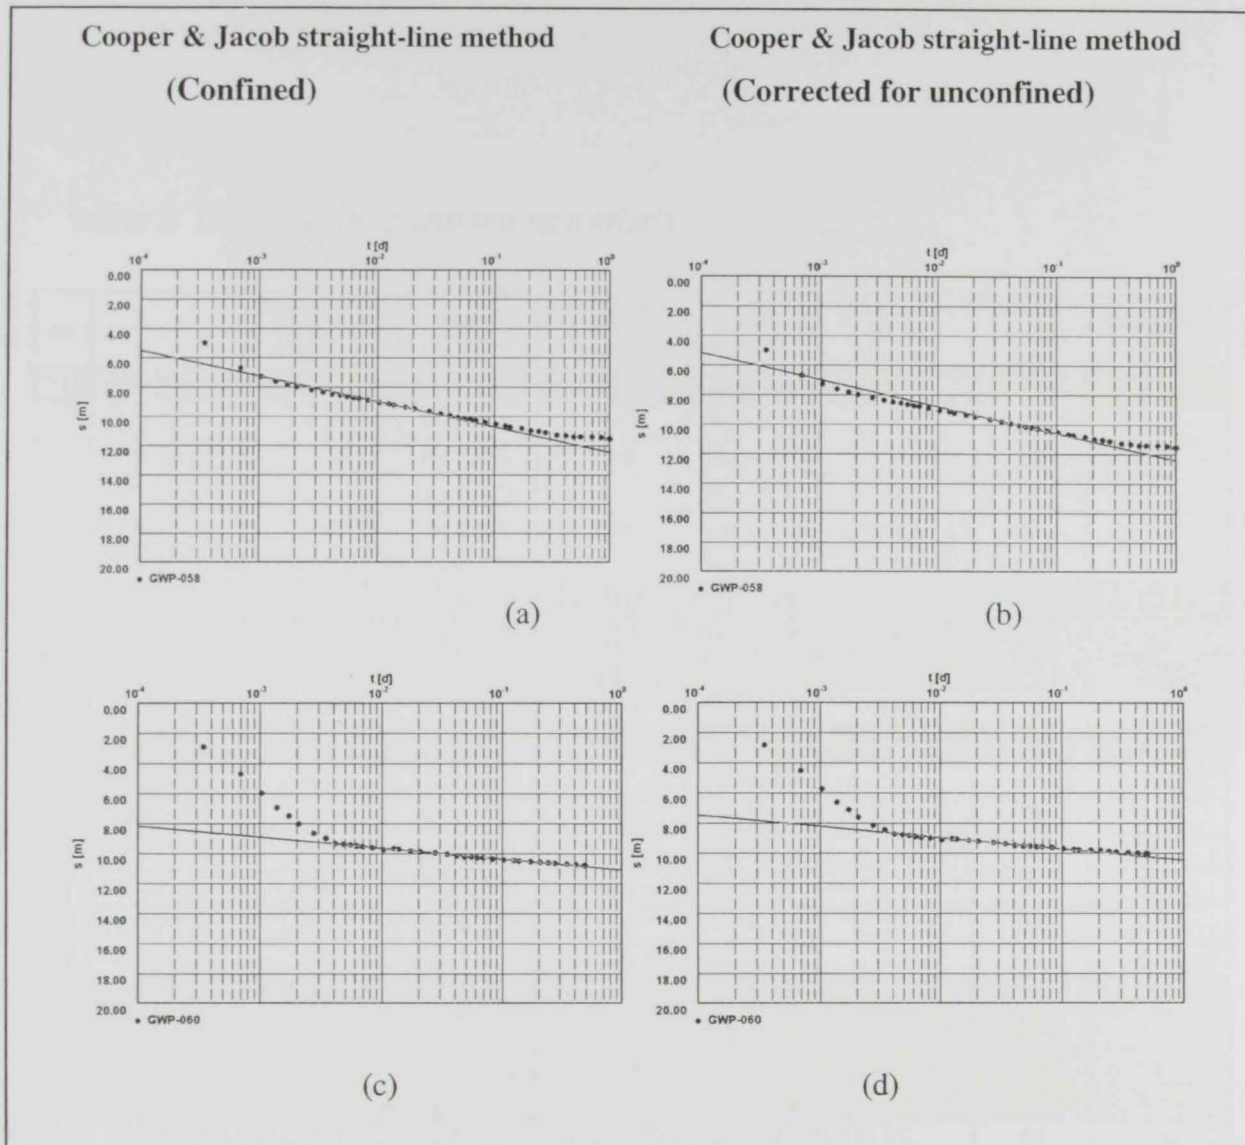 Cooper & Jacob straight-line method
(Confined)
Cooper & Jacob straight-line method
(Corrected for unconfined)
t [d]
10⁻⁴ 10⁻³ 10⁻² 10⁻¹ 10⁰
0.00
2.00
4.00
6.00
8.00
10.00
12.00
14.00
16.00
18.00
20.00
s [m]
GWP-058
(a)
t [d]
10⁻⁴ 10⁻³ 10⁻² 10⁻¹ 10⁰
0.00
2.00
4.00
6.00
8.00
10.00
12.00
14.00
16.00
18.00
20.00
s [m]
GWP-058
(b)
t [d]
10⁻⁴ 10⁻³ 10⁻² 10⁻¹ 10⁰
0.00
2.00
4.00
6.00
8.00
10.00
12.00
14.00
16.00
18.00
20.00
s [m]
GWP-060
(c)
t [d]
10⁻⁴ 10⁻³ 10⁻² 10⁻¹ 10⁰
0.00
2.00
4.00
6.00
8.00
10.00
12.00
14.00
16.00
18.00
20.00
s [m]
GWP-060
(d)